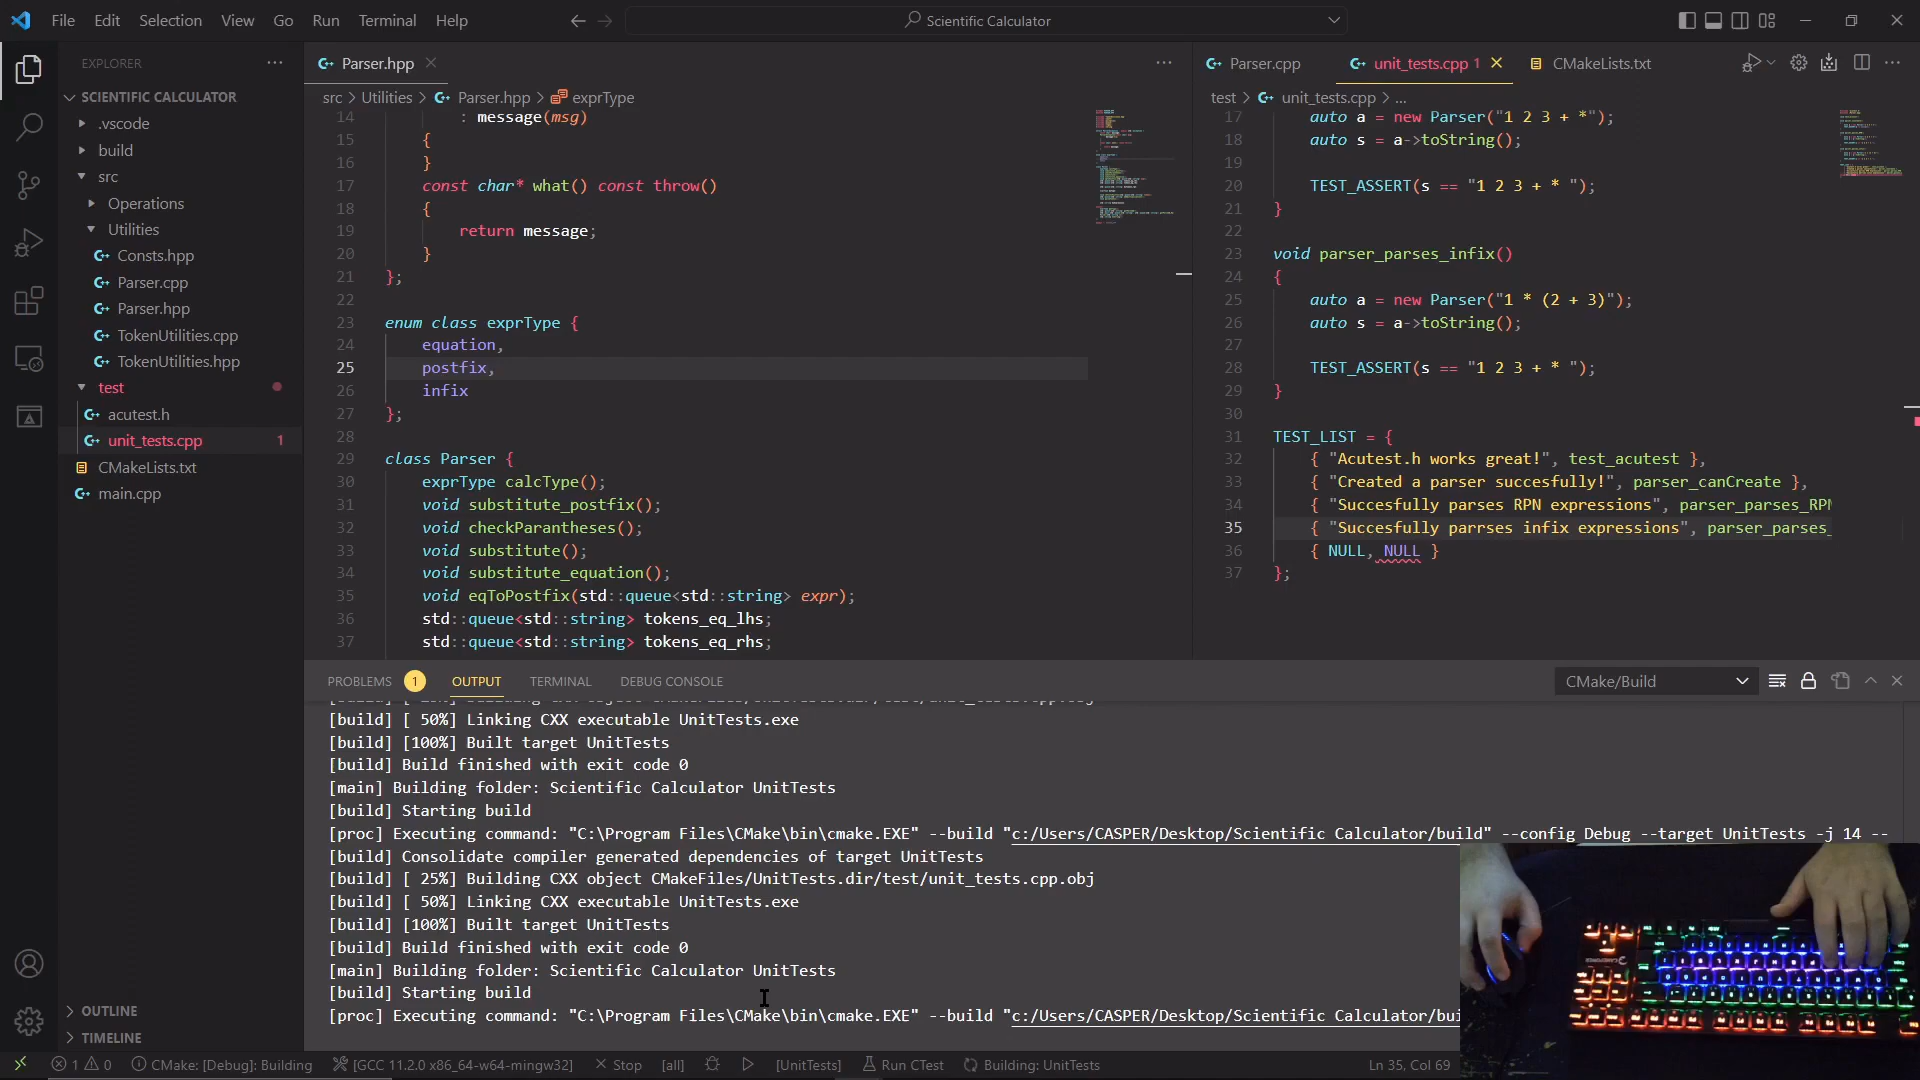 File Edit Selection View Go Run Terminal Help
Scientific Calculator
EXPLORER
SCIENTIFIC CALCULATOR
.vscode
build
src
Operations
Utilities
Consts.hpp
Parser.cpp
Parser.hpp
TokenUtilities.cpp
TokenUtilities.hpp
test
acutest.h
unit_tests.cpp 1
CMakeLists.txt
main.cpp
OUTLINE
TIMELINE
Parser.hpp
src > Utilities > Parser.hpp > exprType
14 : message(msg)
15 {
16 }
17 const char* what() const throw()
18 {
19 return message;
20 }
21 };
22
23 enum class exprType {
24 equation,
25 postfix,
26 infix
27 };
28
29 class Parser {
30 exprType calcType();
31 void substitute_postfix();
32 void checkParantheses();
33 void substitute();
34 void substitute_equation();
35 void eqToPostfix(std::queue<std::string> expr);
36 std::queue<std::string> tokens_eq_lhs;
37 std::queue<std::string> tokens_eq_rhs;
Parser.cpp unit_tests.cpp 1 CMakeLists.txt
test > unit_tests.cpp > ...
17 auto a = new Parser("1 2 3 + *");
18 auto s = a->toString();
19
20 TEST_ASSERT(s == "1 2 3 + * ");
21 }
22
23 void parser_parses_infix()
24 {
25 auto a = new Parser("1 * (2 + 3)");
26 auto s = a->toString();
27
28 TEST_ASSERT(s == "1 2 3 + * ");
29 }
30
31 TEST_LIST = {
32 { "Acutest.h works great!", test_acutest },
33 { "Created a parser succesfully!", parser_canCreate },
34 { "Succesfully parses RPN expressions", parser_parses_RPN
35 { "Succesfully parrses infix expressions", parser_parses_
36 { NULL, NULL }
37 };
PROBLEMS 1 OUTPUT TERMINAL DEBUG CONSOLE
CMake/Build
[build] [ 50%] Linking CXX executable UnitTests.exe
[build] [100%] Built target UnitTests
[build] Build finished with exit code 0
[main] Building folder: Scientific Calculator UnitTests
[build] Starting build
[proc] Executing command: "C:\Program Files\CMake\bin\cmake.EXE" --build "c:/Users/CASPER/Desktop/Scientific Calculator/build" --config Debug --target UnitTests -j 14 --
[build] Consolidate compiler generated dependencies of target UnitTests
[build] [ 25%] Building CXX object CMakeFiles/UnitTests.dir/test/unit_tests.cpp.obj
[build] [ 50%] Linking CXX executable UnitTests.exe
[build] [100%] Built target UnitTests
[build] Build finished with exit code 0
[main] Building folder: Scientific Calculator UnitTests
[build] Starting build
[proc] Executing command: "C:\Program Files\CMake\bin\cmake.EXE" --build "c:/Users/CASPER/Desktop/Scientific Calculator/bui
1 0 CMake: [Debug]: Building [GCC 11.2.0 x86_64-w64-mingw32] Stop [all] [UnitTests] Run CTest Building: UnitTests Ln 35, Col 69